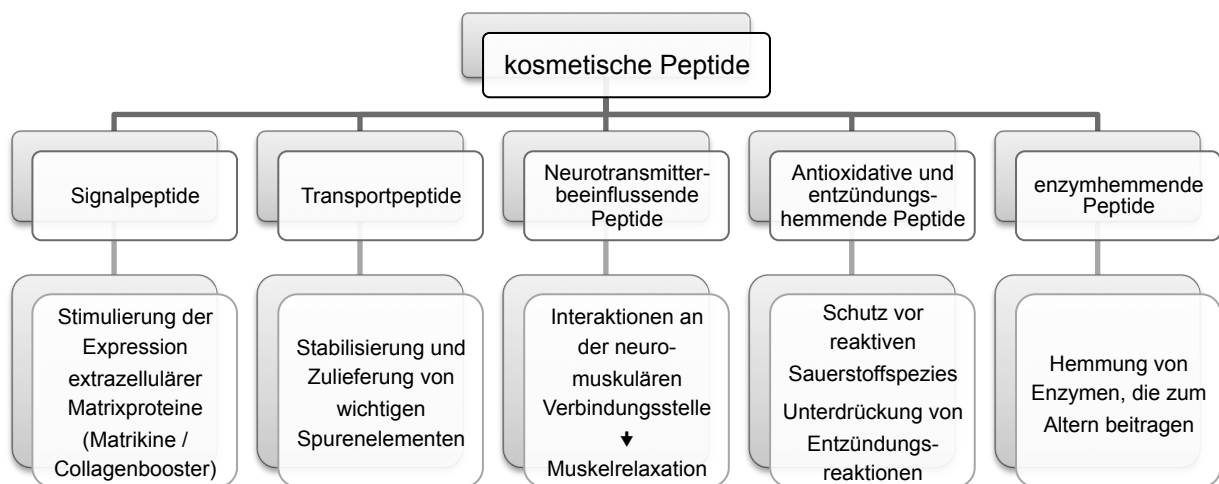 kosmetische Peptide
Signalpeptide
Transportpeptide
Neurotransmitter-
beeinflussende
Peptide
Antioxidative und
entzündungs-
hemmende Peptide
enzymhemmende
Peptide
Stimulierung der
Expression
extrazellulärer
Matrixproteine
(Matrikine /
Collagenbooster)
Stabilisierung und
Zulieferung von
wichtigen
Spurenelementen
Interaktionen an
der neuro-
muskulären
Verbindungsstelle
Muskelrelaxation
Schutz vor
reaktiven
Sauerstoffspezies
Unterdrückung von
Entzündungs-
reaktionen
Hemmung von
Enzymen, die zum
Altern beitragen